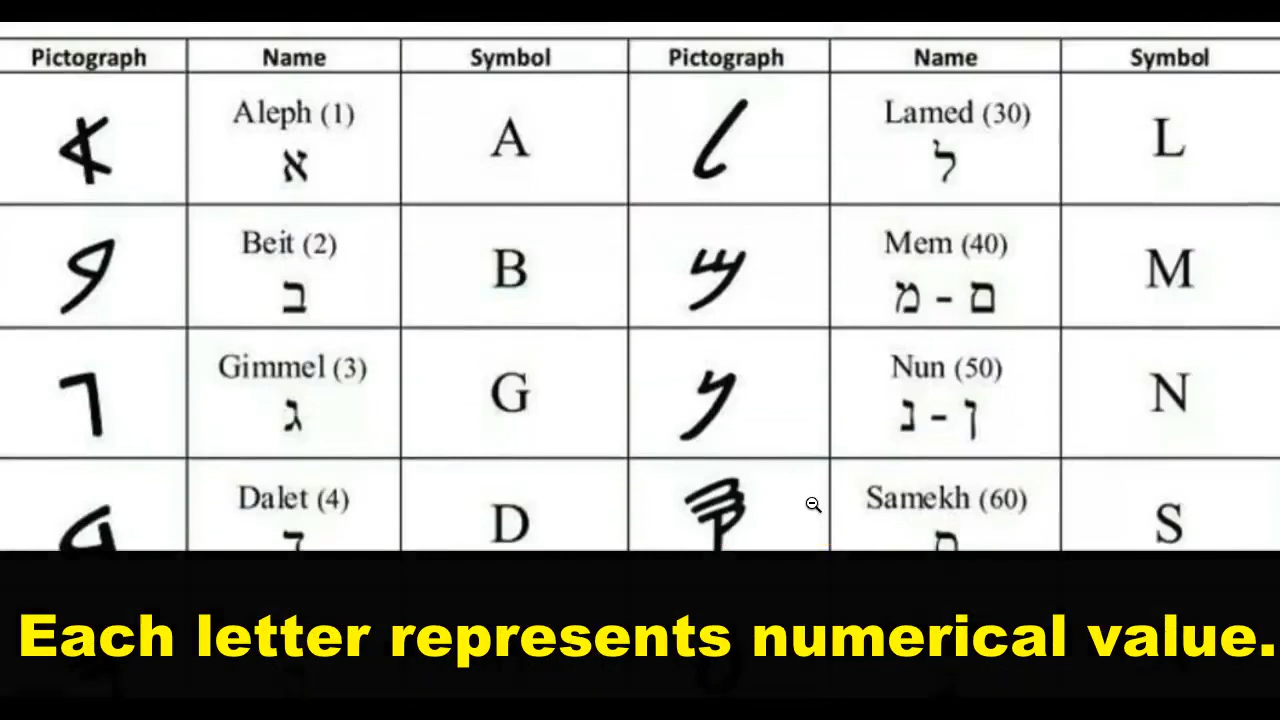 Pictograph Name Symbol Pictograph Name Symbol
Aleph (1) Lamed (30)
𐤀 א A 𐤋 ל L
Beit (2) Mem (40)
𐤁 ב B 𐤌 מ - ם M
Gimmel (3) Nun (50)
𐤂 ג G 𐤍 נ - ן N
Dalet (4) Samekh (60)
𐤃 ד D 𐤎 ס S
Each letter represents numerical value.